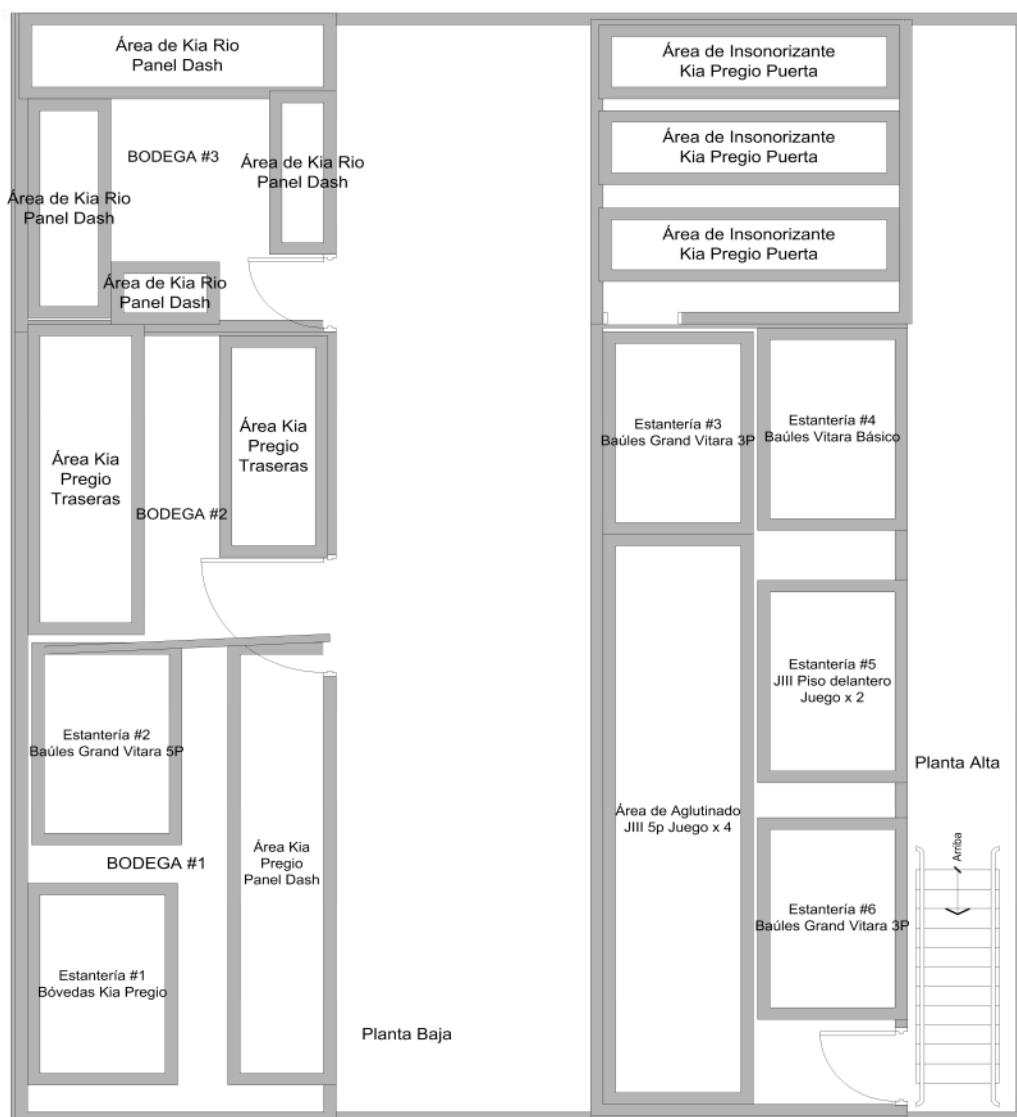 Área de Kia Rio
Panel Dash
BODEGA #3
Área de Kia Rio
Panel Dash
Área de Kia Rio
Panel Dash
Área de Kia Rio
Panel Dash
Área Kia
Pregio
Traseras
Área Kia
Pregio
Traseras
BODEGA #2
Estantería #2
Baúles Grand Vitara 5P
BODEGA #1
Área Kia
Pregio
Panel Dash
Estantería #1
Bóvedas Kia Pregio
Planta Baja
Área de Insonorizante
Kia Pregio Puerta
Área de Insonorizante
Kia Pregio Puerta
Área de Insonorizante
Kia Pregio Puerta
Estantería #3
Baúles Grand Vitara 3P
Estantería #4
Baúles Vitara Básico
Estantería #5
JIII Piso delantero
Juego x 2
Planta Alta
Área de Aglutinado
JIII 5p Juego x 4
Estantería #6
Baúles Grand Vitara 3P
Arriba